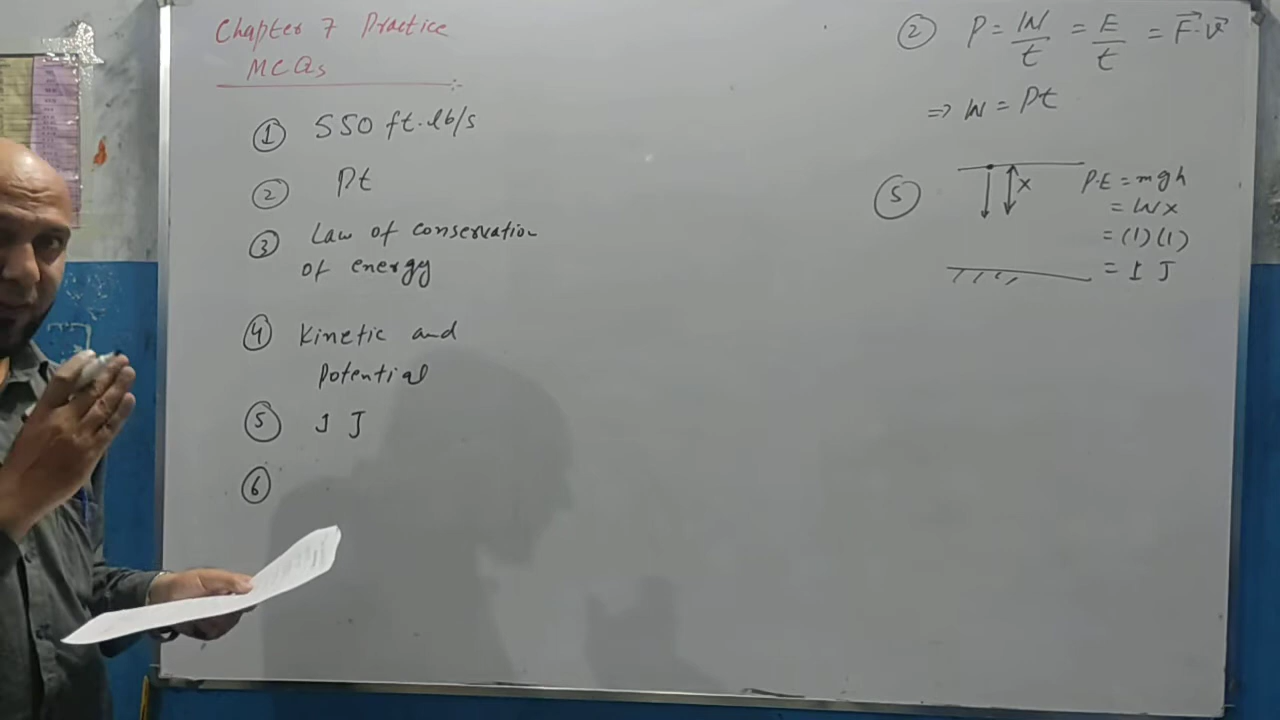 Chapter 7 Practice
MCQs
① 550 ft.lb/s
② Pt
③ Law of conservation
of energy
④ Kinetic and
Potential
⑤ 1 J
⑥
② P = W/t = E/t = F⃗·v⃗
⇒ W = Pt
⑤ x P.E = mgh
= Wx
= (1)(1)
= 1 J